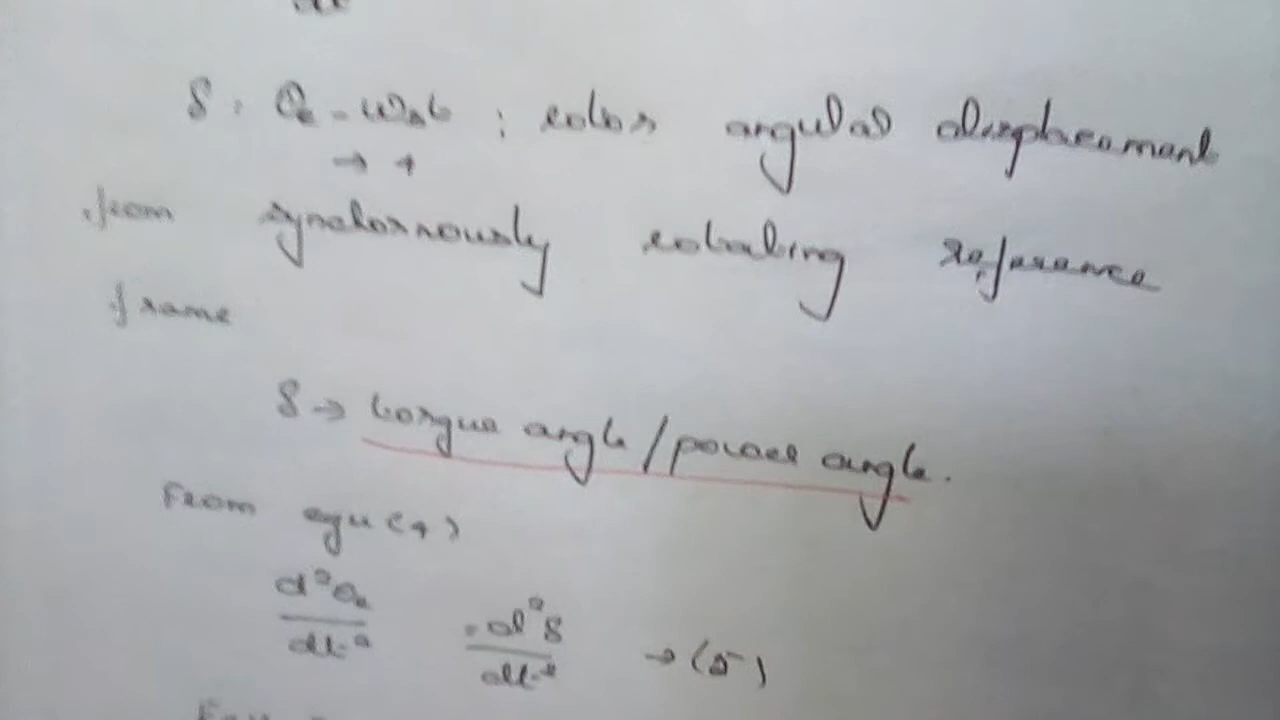 δ = θe - ωst ; rotor angular displacement
→ 4
from synchornously rotating reference
frame
δ → torque angle / power angle.
From eqn (4)
d²θe/dt² = d²δ/dt² → (5)